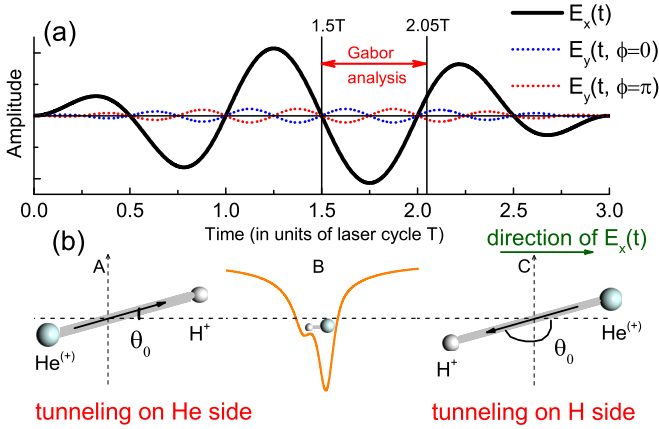 (a)
1.5T
2.05T
E_x(t)
E_y(t, ϕ=0)
E_y(t, ϕ=π)
Gabor
analysis
Amplitude
0.0 0.5 1.0 1.5 2.0 2.5 3.0
Time (in units of laser cycle T)
(b)
direction of E_x(t)
A
B
C
θ_0
He^(+)
H^+
θ_0
H^+
He^(+)
tunneling on He side
tunneling on H side